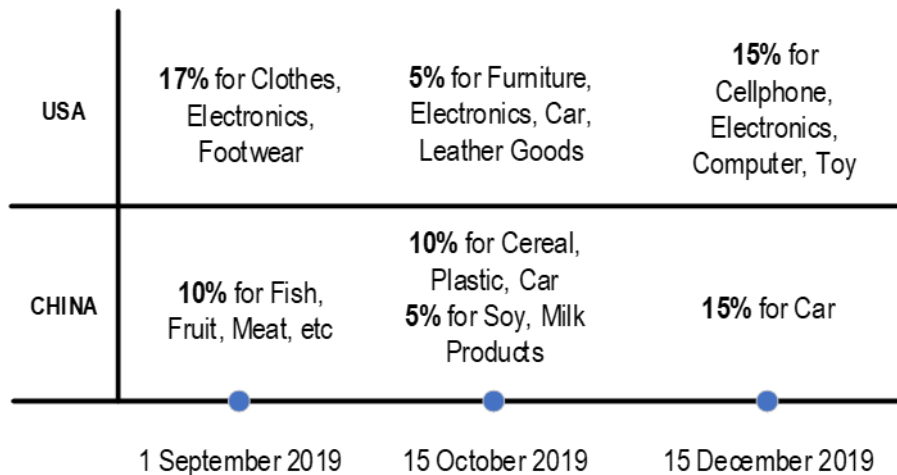 USA
17% for Clothes,
Electronics,
Footwear
5% for Furniture,
Electronics, Car,
Leather Goods
15% for
Cellphone,
Electronics,
Computer, Toy
CHINA
10% for Fish,
Fruit, Meat, etc
10% for Cereal,
Plastic, Car
5% for Soy, Milk
Products
15% for Car
1 September 2019
15 October 2019
15 December 2019